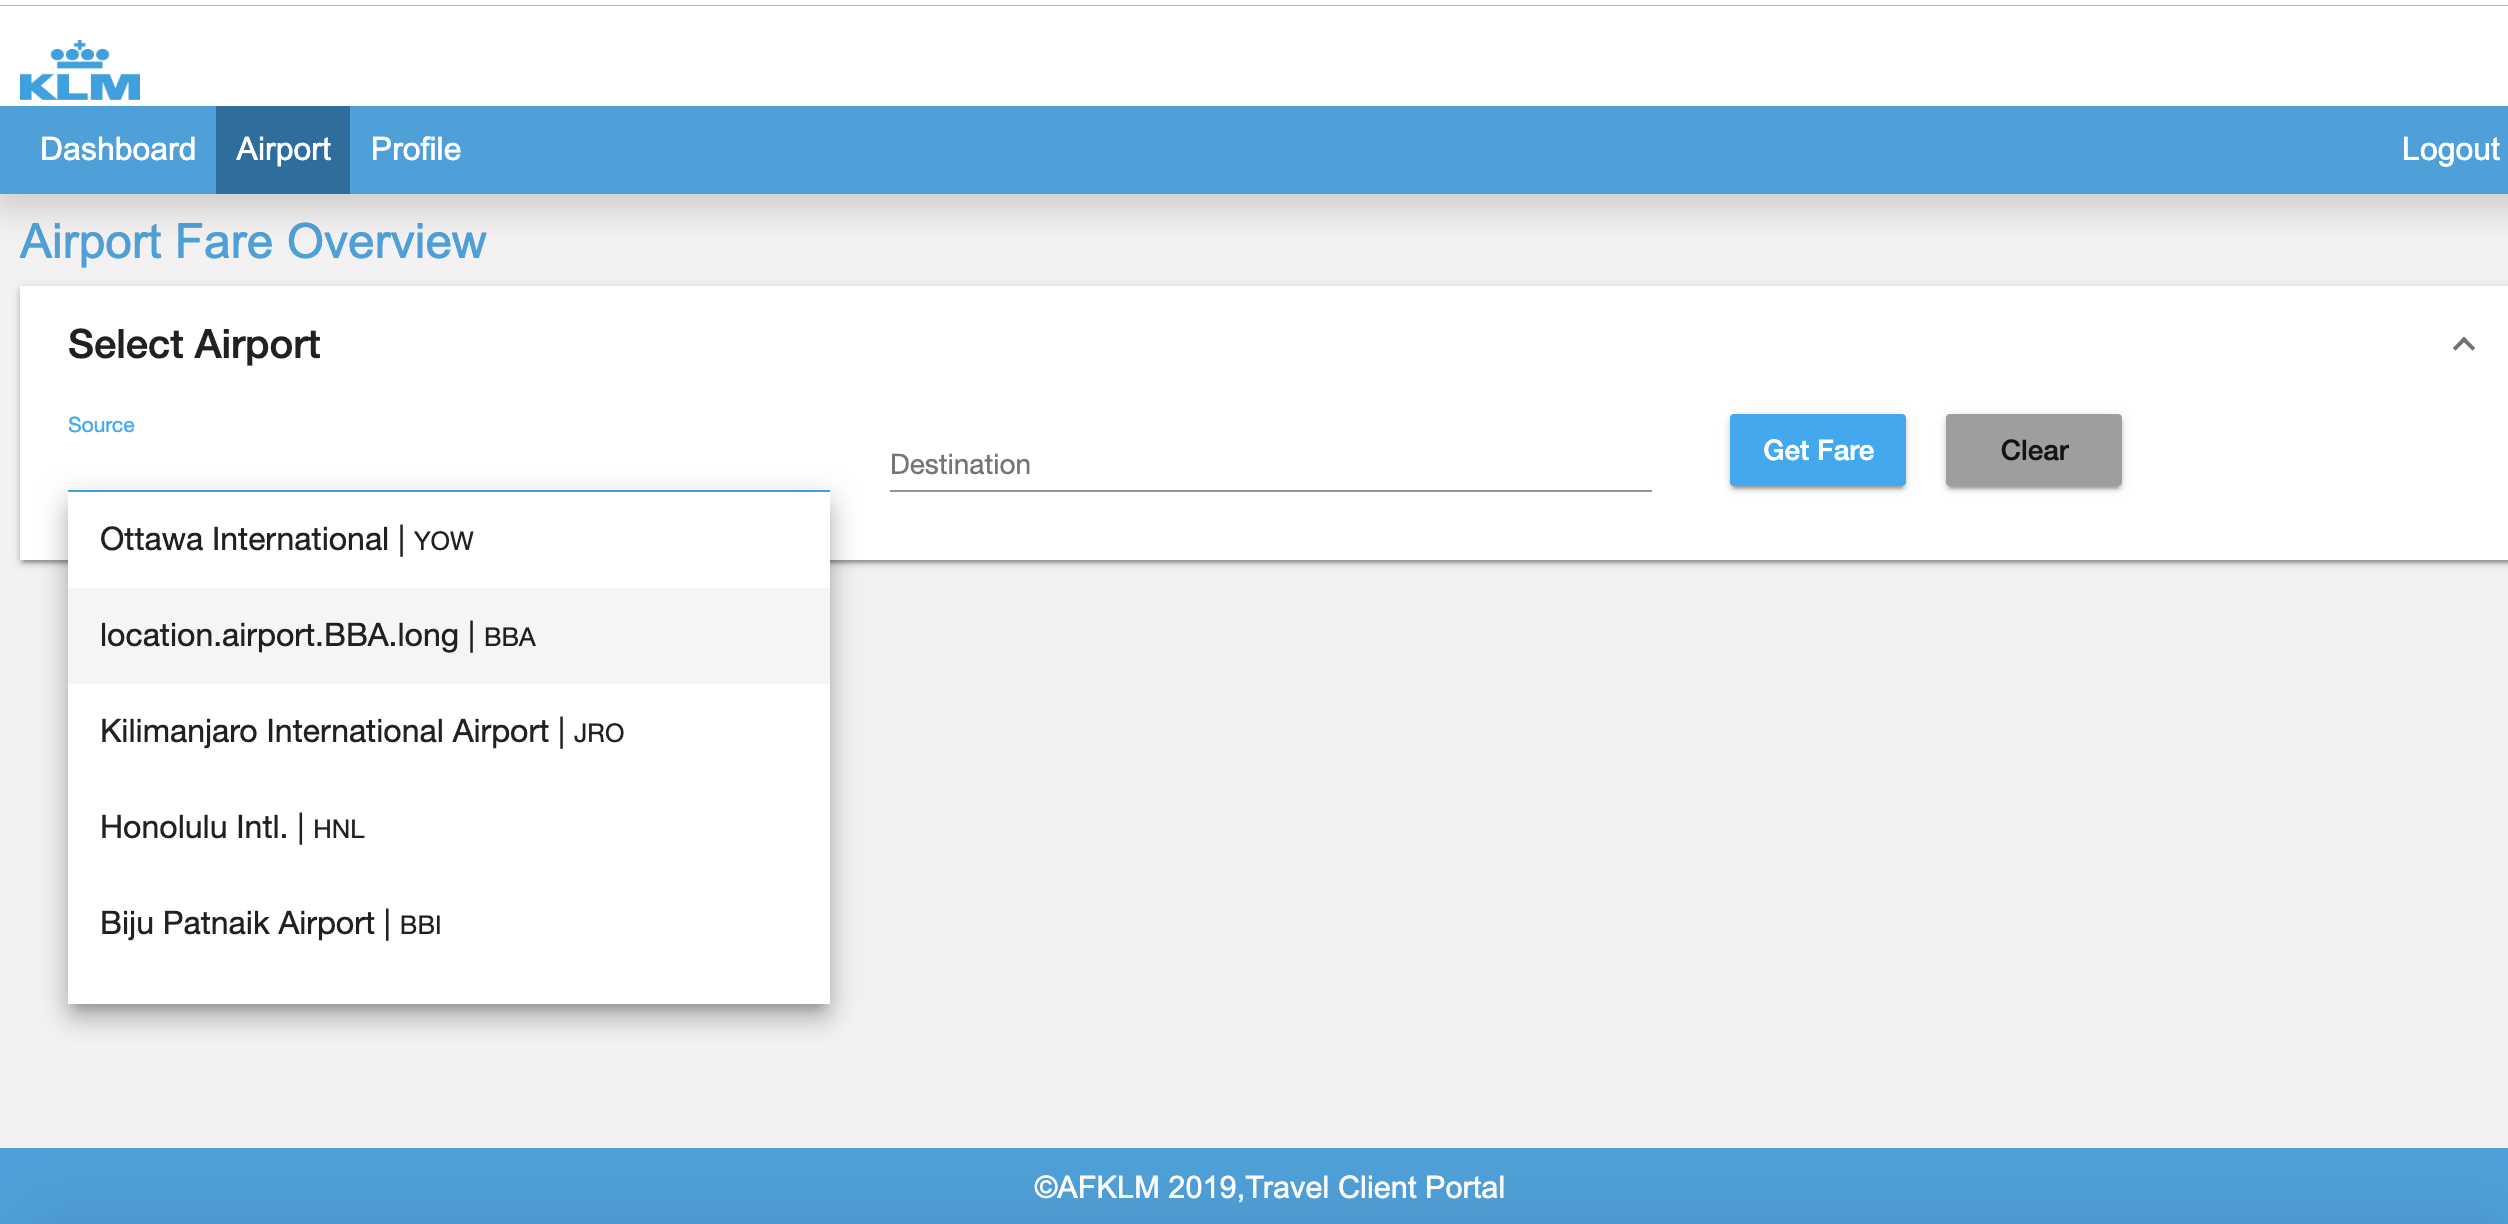 KLM
Dashboard Airport Profile Logout
Airport Fare Overview
Select Airport
Source
Destination
Get Fare
Clear
Ottawa International | YOW
location.airport.BBA.long | BBA
Kilimanjaro International Airport | JRO
Honolulu Intl. | HNL
Biju Patnaik Airport | BBI
©AFKLM 2019,Travel Client Portal